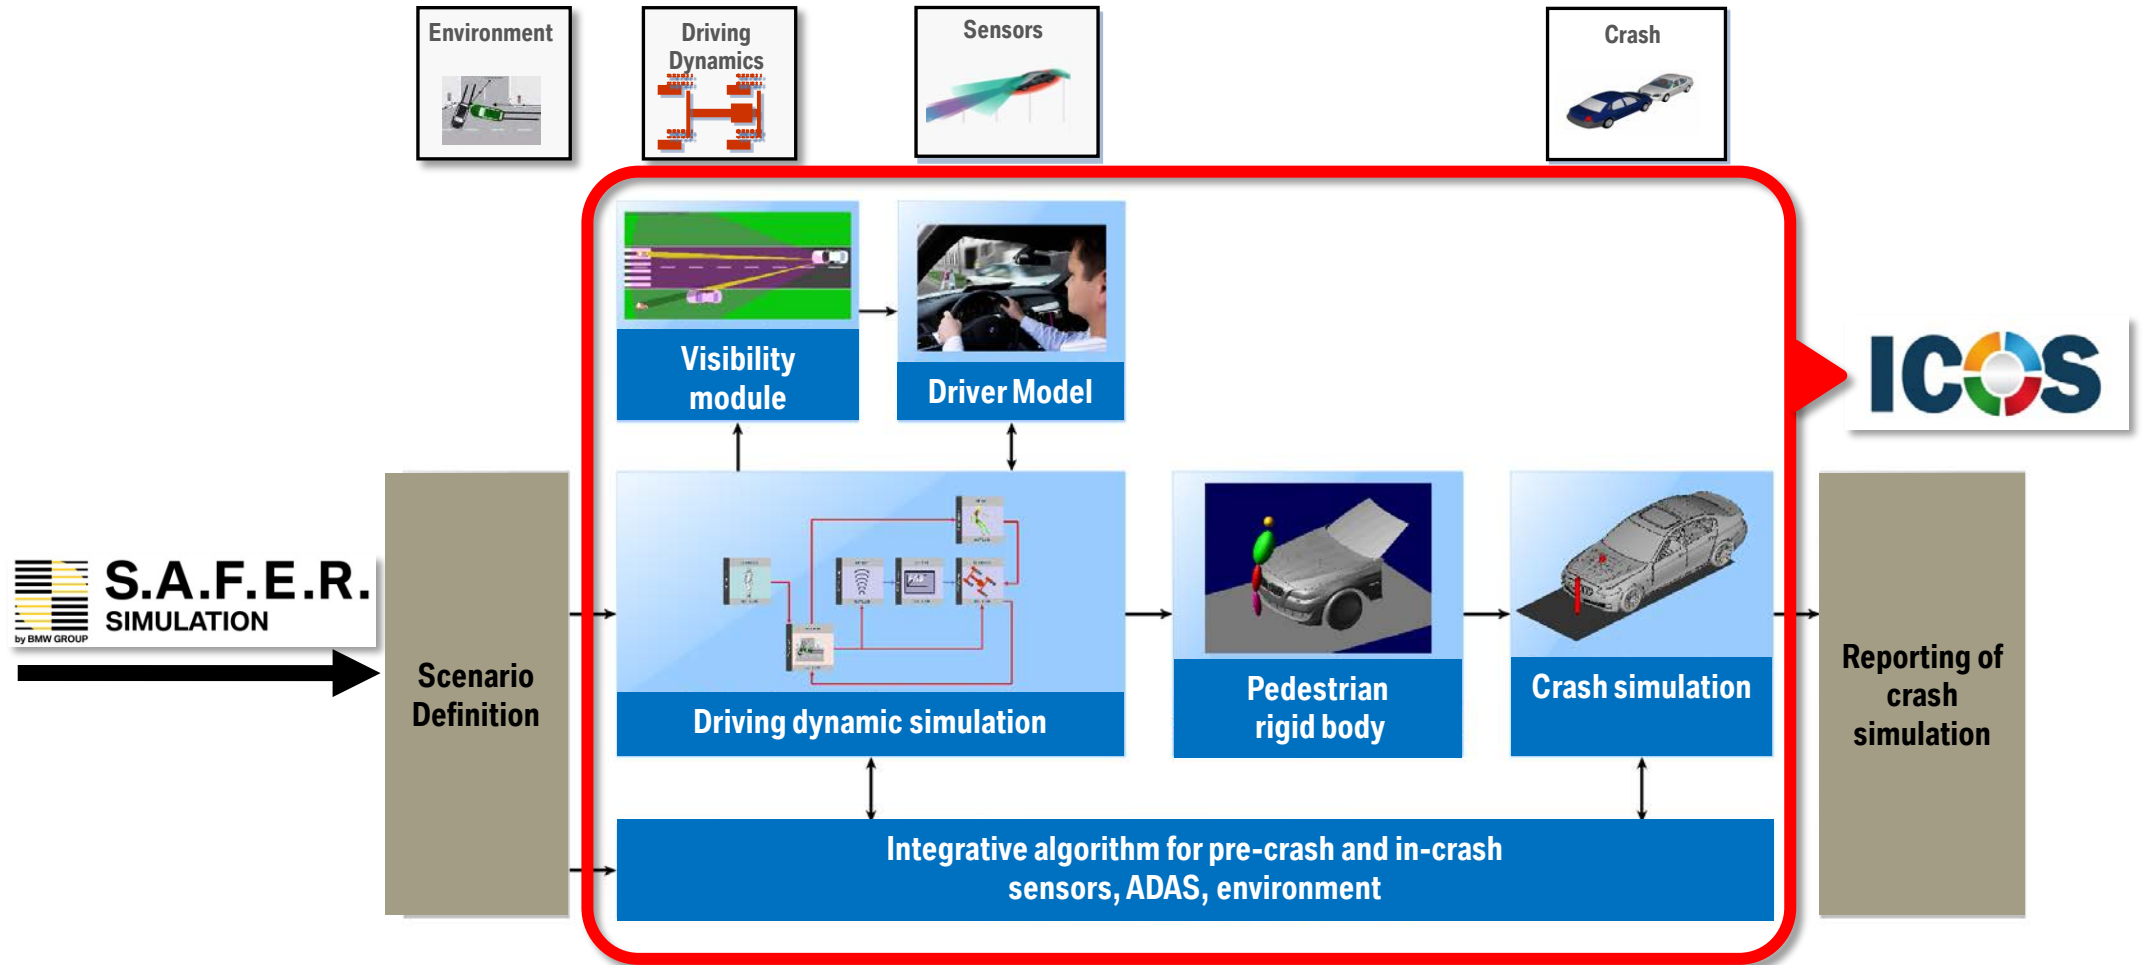 Environment
Driving
Dynamics
Sensors
Crash
Visibility
module
Driver Model
ICOS
S.A.F.E.R.
SIMULATION
by BMW GROUP
Scenario
Definition
Driving dynamic simulation
Pedestrian
rigid body
Crash simulation
Reporting of
crash
simulation
Integrative algorithm for pre-crash and in-crash
sensors, ADAS, environment